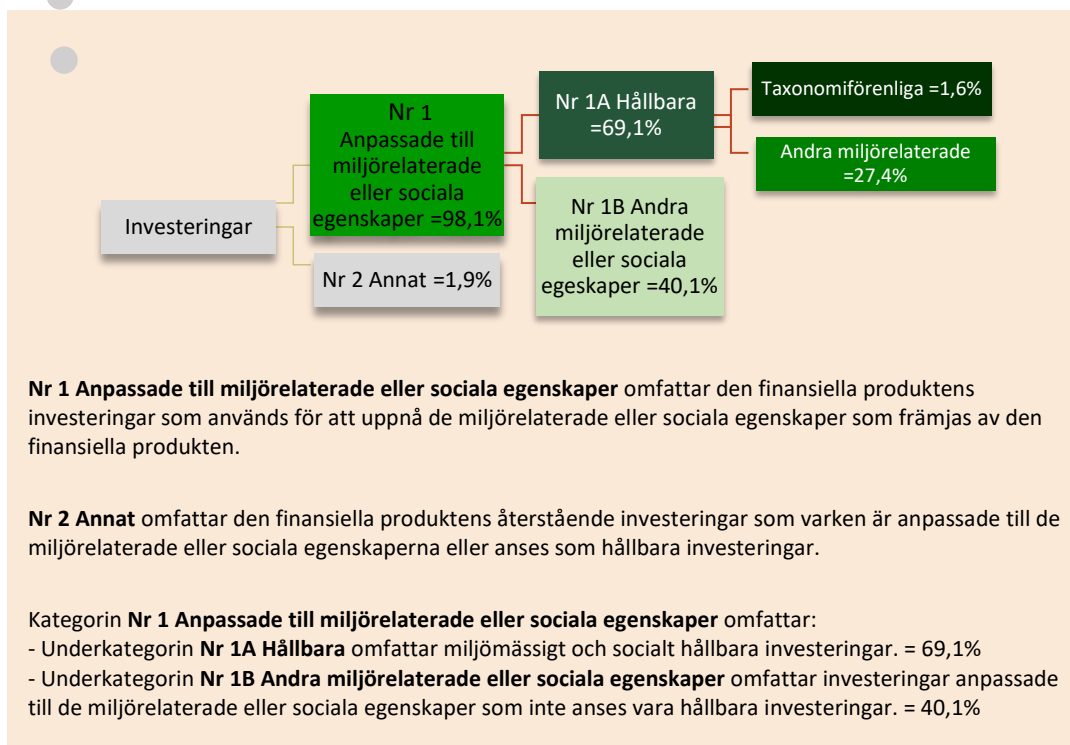 Investeringar
Nr 1
Anpassade till
miljörelaterade
eller sociala
egenskaper =98,1%
Nr 2 Annat =1,9%
Nr 1A Hållbara
=69,1%
Nr 1B Andra
miljörelaterade
eller sociala
egeskaper =40,1%
Taxonomiförenliga =1,6%
Andra miljörelaterade
=27,4%
Nr 1 Anpassade till miljörelaterade eller sociala egenskaper omfattar den finansiella produktens
investeringar som används för att uppnå de miljörelaterade eller sociala egenskaper som främjas av den
finansiella produkten.
Nr 2 Annat omfattar den finansiella produktens återstående investeringar som varken är anpassade till de
miljörelaterade eller sociala egenskaperna eller anses som hållbara investeringar.
Kategorin Nr 1 Anpassade till miljörelaterade eller sociala egenskaper omfattar:
- Underkategorin Nr 1A Hållbara omfattar miljömässigt och socialt hållbara investeringar. = 69,1%
- Underkategorin Nr 1B Andra miljörelaterade eller sociala egenskaper omfattar investeringar anpassade
till de miljörelaterade eller sociala egenskaper som inte anses vara hållbara investeringar. = 40,1%